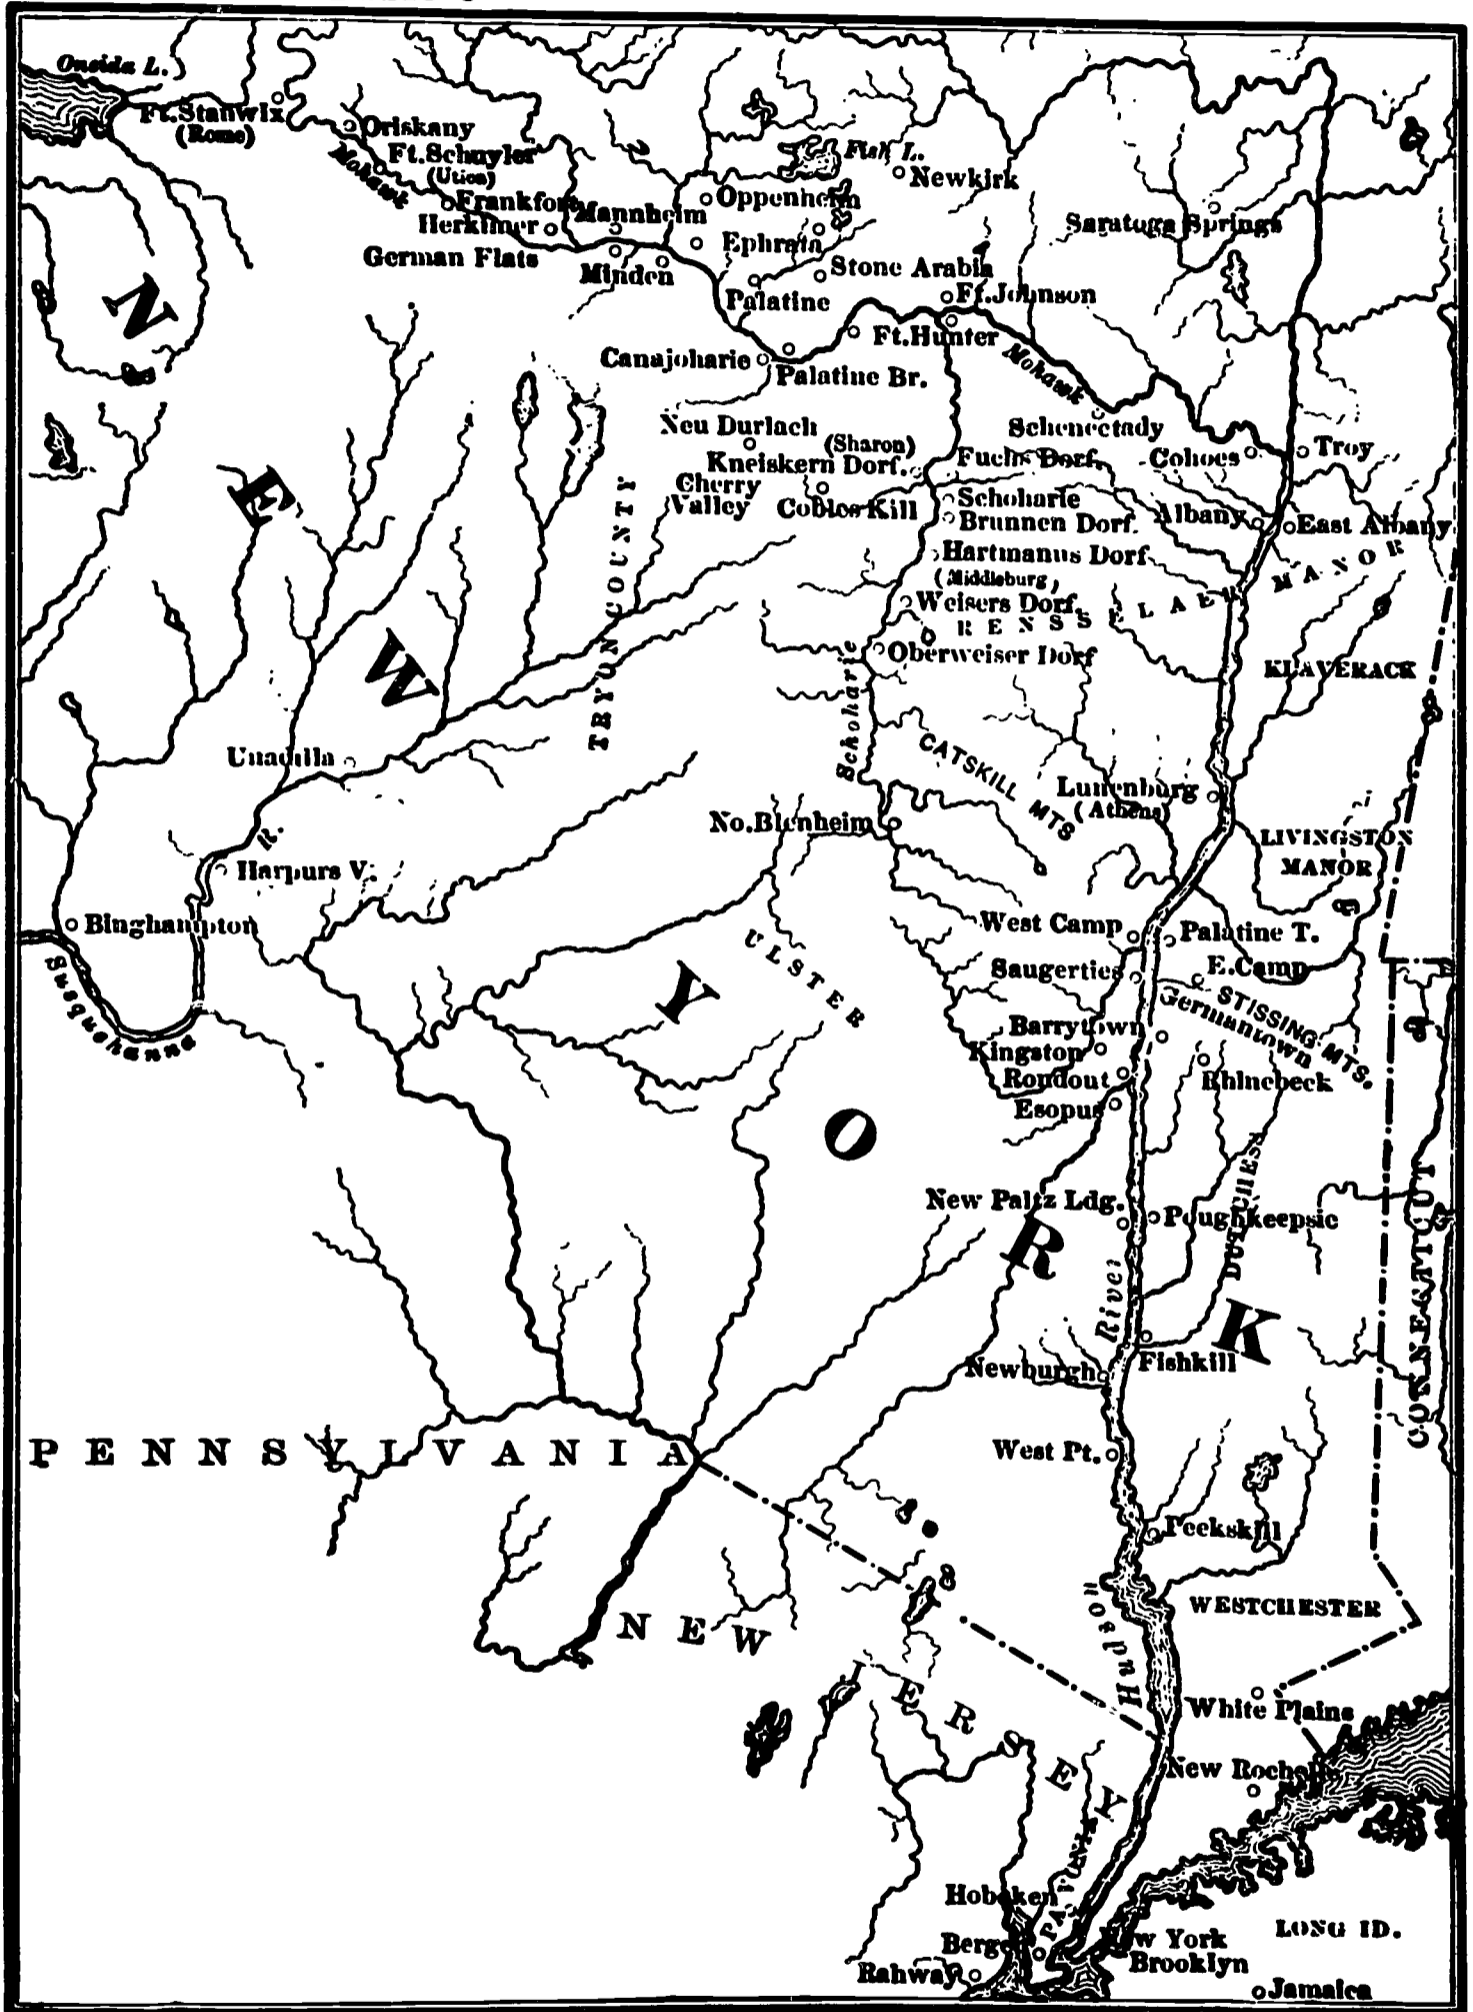 Oneida L.
Ft. Stanwix
(Rome)
Oriskany
Ft. Schuyler
(Utica)
Mohawk
Frankfort
Herkimer
German Flats
Mannheim
Minden
Oppenheim
Fish L.
Newkirk
Ephrata
Stone Arabia
Palatine
Saratoga Springs
Ft. Johnson
Ft. Hunter
Mohawk
Canajoharie
Palatine Br.
Schenectady
Neu Durlach
(Sharon)
Kneiskern Dorf.
Fuchs Dorf.
Cohoes
Troy
Cherry
Valley
Cobles Kill
Schoharie
Brunnen Dorf.
Albany
East Albany
Hartmanns Dorf
(Middleburg)
Weisers Dorf.
RENSSELAER MANOR
Oberweiser Dorf
KLAVERACK
TRYON COUNTY
Schoharie
Unadilla
CATSKILL MTS
Lunenburg
(Athens)
No. Blenheim
LIVINGSTON
MANOR
R.
Harpurs V.
Binghampton
Susquehanna
West Camp
Palatine T.
ULSTER
Saugerties
E. Camp
Germantown
STISSING MTS.
Barrytown
Kingston
Rondout
Rhinebeck
Esopus
NEW YORK
New Paltz Ldg.
Poughkeepsie
DUTCHESS
CONNECTICUT
River
Newburgh
Fishkill
PENNSYLVANIA
West Pt.
Peekskill
Hudson
WESTCHESTER
NEW JERSEY
White Plains
New Rochelle
PAVONIA
Hoboken
Bergen
Rahway
New York
Brooklyn
LONG ID.
Jamaica